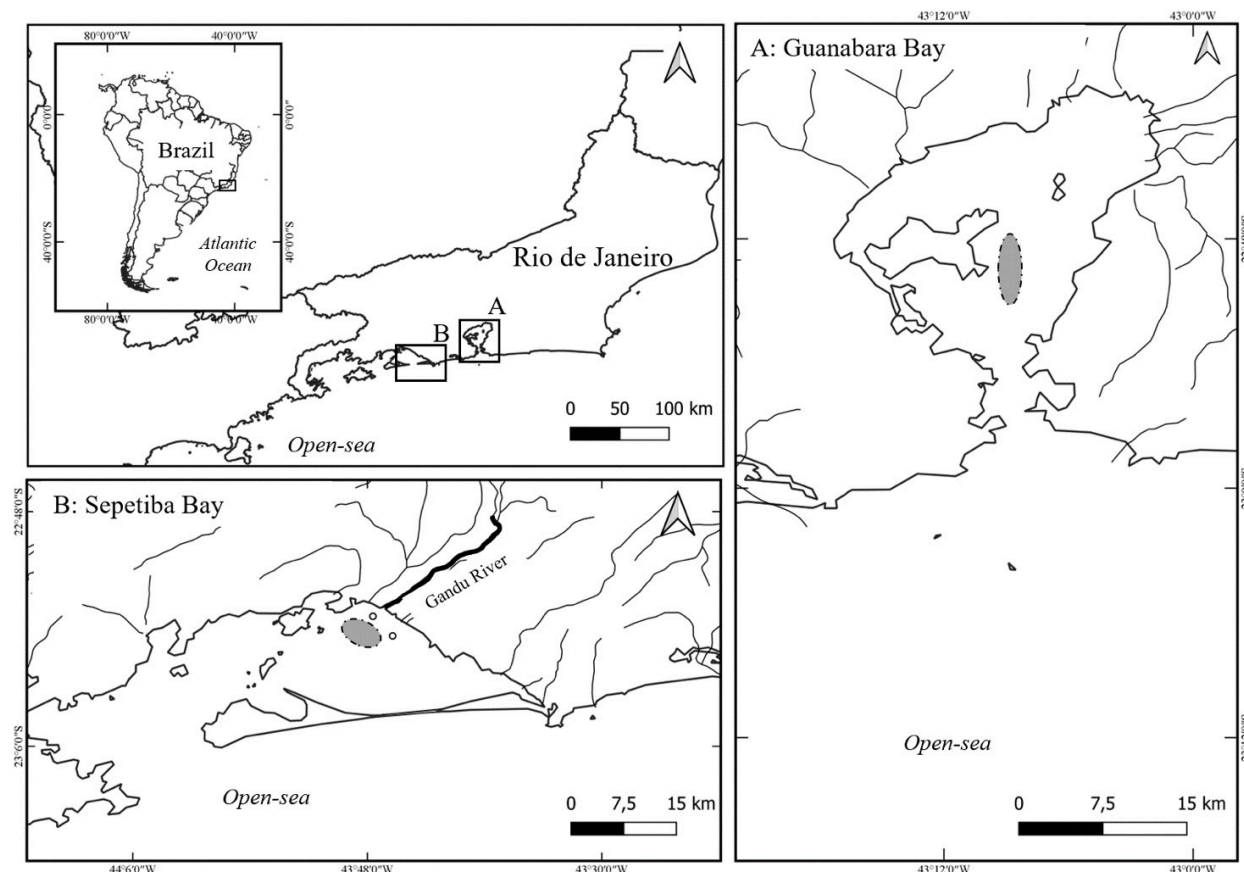 80°0'0"W
40°0'0"W
0°0'0"
0°0'0"
Brazil
40°0'0"S
40°0'0"S
Atlantic
Ocean
80°0'0"W
40°0'0"W
Rio de Janeiro
A
B
0 50 100 km
Open-sea
B: Sepetiba Bay
22°48'0"S
Gandu River
23°6'0"S
Open-sea
0 7,5 15 km
44°6'0"W
43°48'0"W
43°30'0"W
43°12'0"W
43°0'0"W
A: Guanabara Bay
Open-sea
0 7,5 15 km
43°12'0"W
43°0'0"W